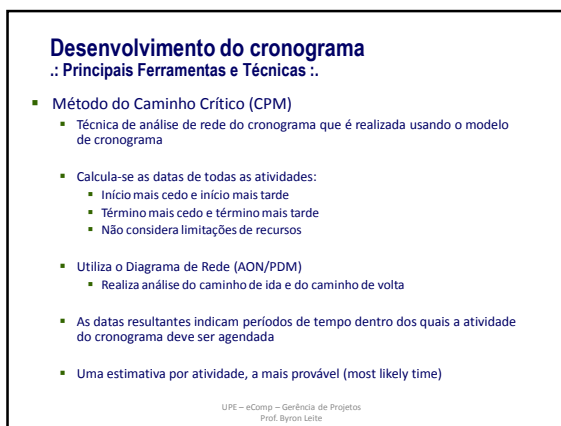 Desenvolvimento do cronograma
.: Principais Ferramentas e Técnicas :.
Método do Caminho Crítico (CPM)
Técnica de análise de rede do cronograma que é realizada usando o modelo
de cronograma
Calcula-se as datas de todas as atividades:
Início mais cedo e início mais tarde
Término mais cedo e término mais tarde
Não considera limitações de recursos
Utiliza o Diagrama de Rede (AON/PDM)
Realiza análise do caminho de ida e do caminho de volta
As datas resultantes indicam períodos de tempo dentro dos quais a atividade
do cronograma deve ser agendada
Uma estimativa por atividade, a mais provável (most likely time)
UPE – eComp – Gerência de Projetos
Prof. Byron Leite